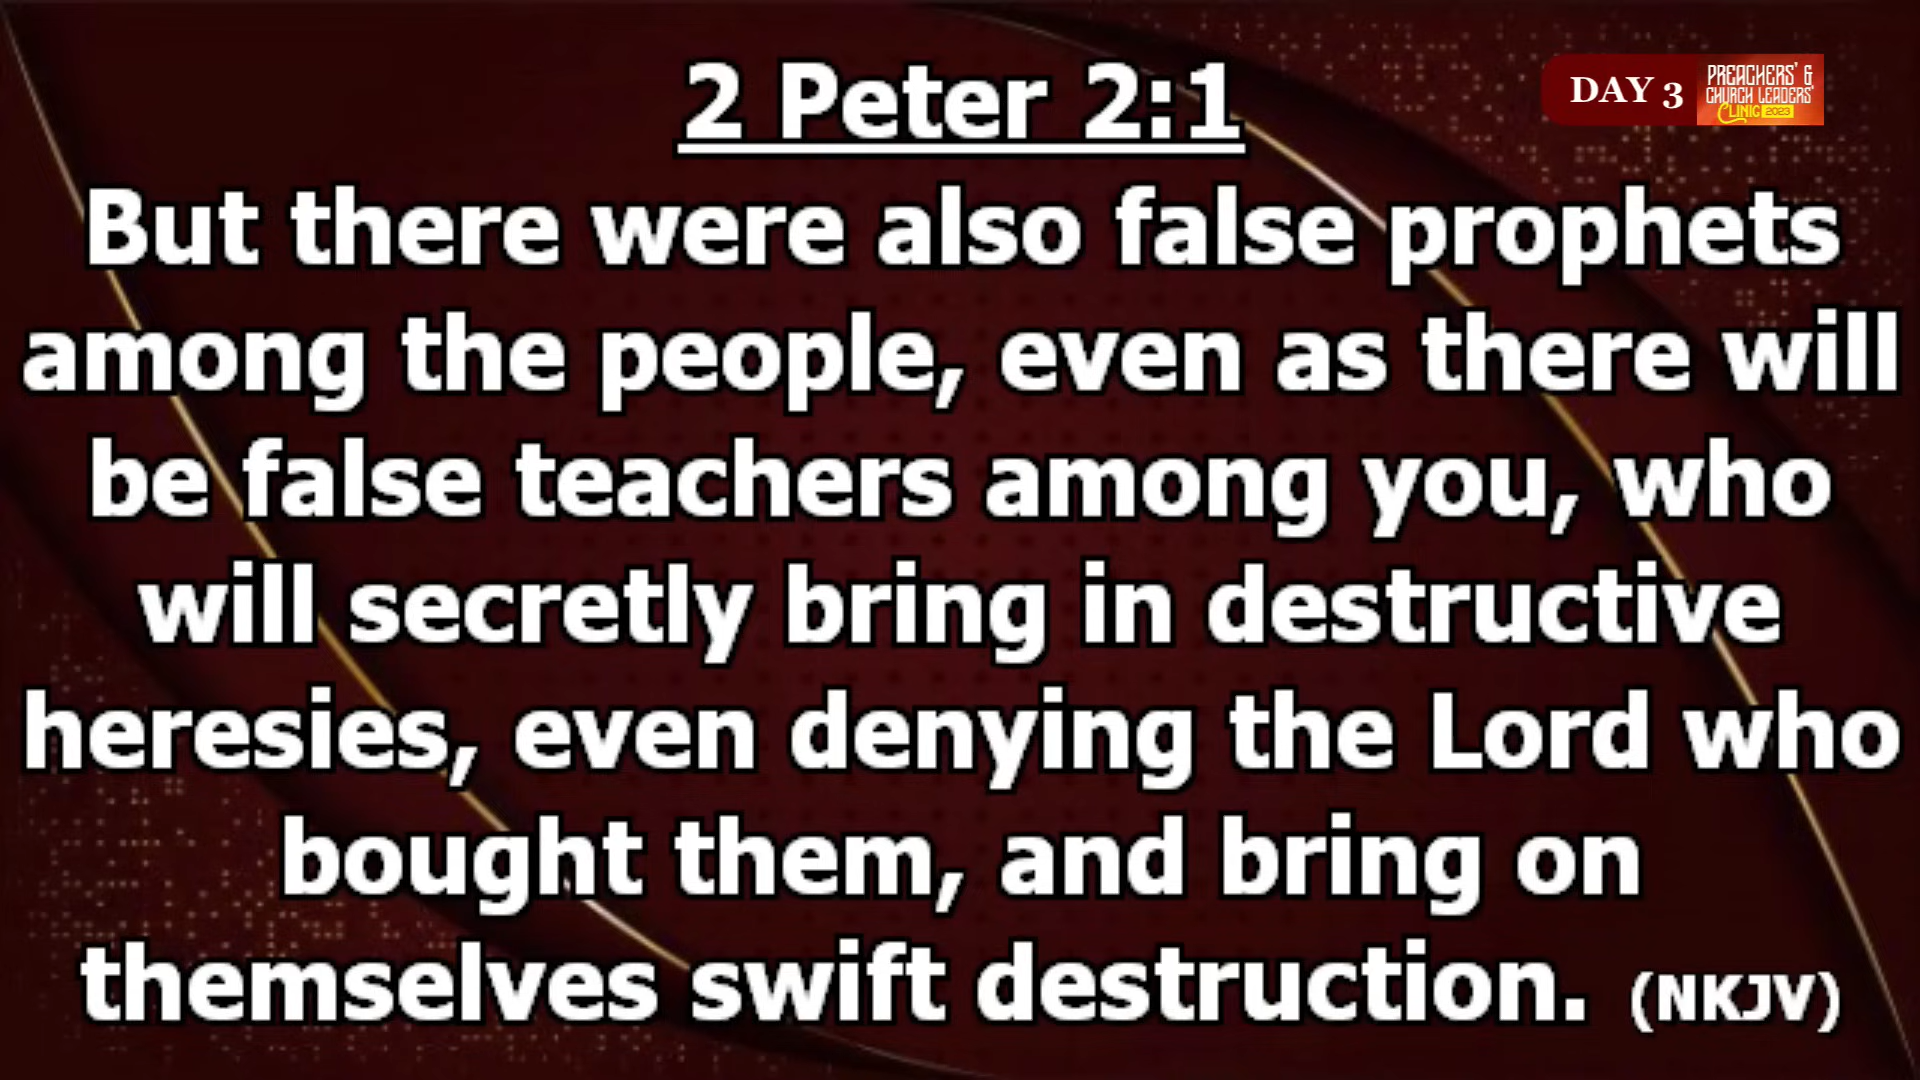 2 Peter 2:1
DAY 3
PREACHERS' &
CHURCH LEADERS'
CLINIC 2023
But there were also false prophets
among the people, even as there will
be false teachers among you, who
will secretly bring in destructive
heresies, even denying the Lord who
bought them, and bring on
themselves swift destruction. (NKJV)